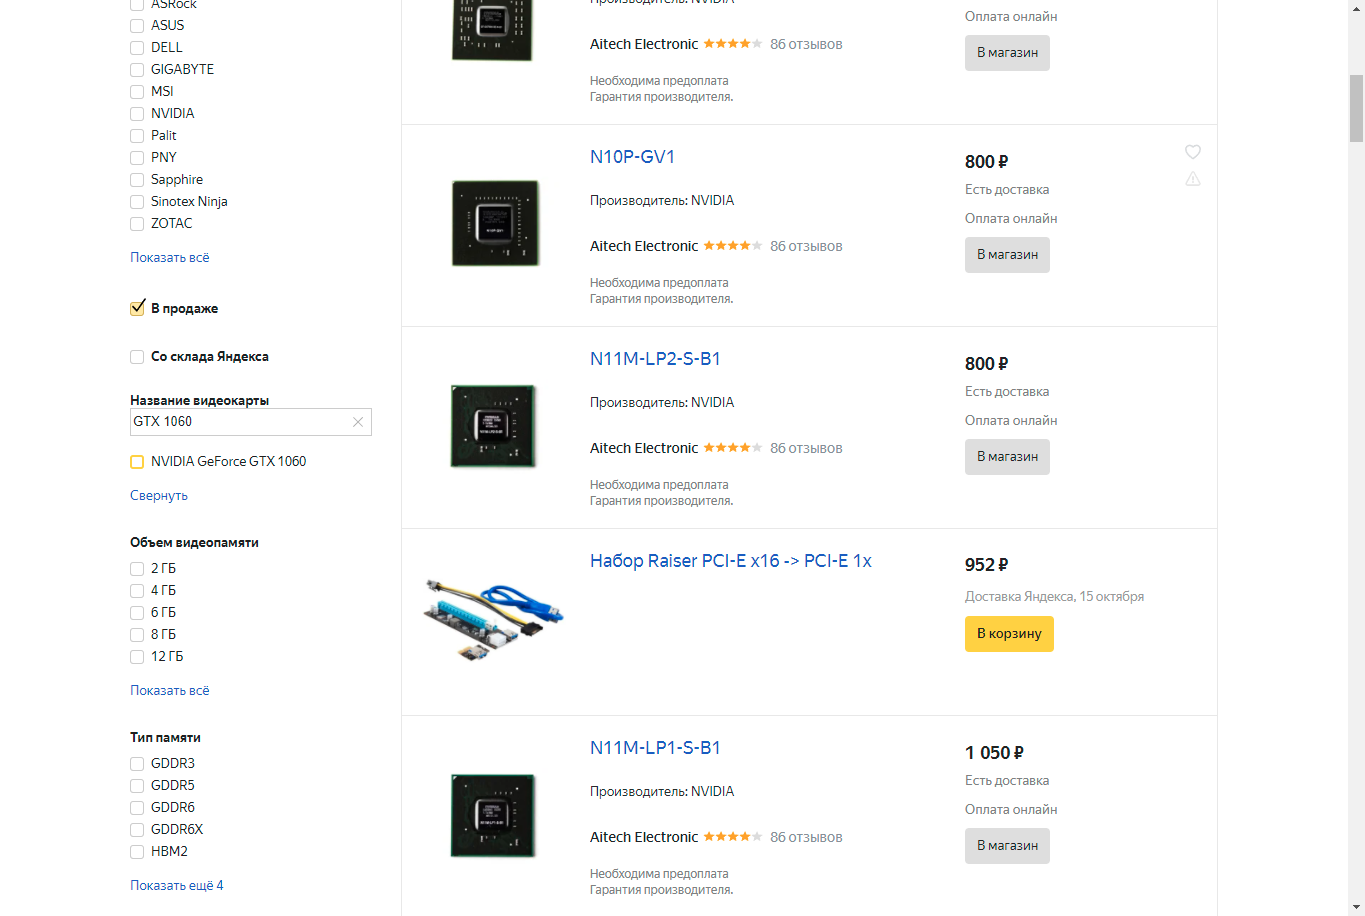 ASRock
ASUS
DELL
GIGABYTE
MSI
NVIDIA
Palit
PNY
Sapphire
Sinotex Ninja
ZOTAC
Показать всё
В продаже
Со склада Яндекса
Название видеокарты
GTX 1060
NVIDIA GeForce GTX 1060
Свернуть
Объем видеопамяти
2 ГБ
4 ГБ
6 ГБ
8 ГБ
12 ГБ
Показать всё
Тип памяти
GDDR3
GDDR5
GDDR6
GDDR6X
HBM2
Показать ещё 4
Производитель: NVIDIA
Aitech Electronic 86 отзывов
Необходима предоплата
Гарантия производителя.
Оплата онлайн
В магазин
N10P-GV1
Производитель: NVIDIA
Aitech Electronic 86 отзывов
Необходима предоплата
Гарантия производителя.
800 ₽
Есть доставка
Оплата онлайн
В магазин
N11M-LP2-S-B1
Производитель: NVIDIA
Aitech Electronic 86 отзывов
Необходима предоплата
Гарантия производителя.
800 ₽
Есть доставка
Оплата онлайн
В магазин
Набор Raiser PCI-E x16 -> PCI-E 1x
952 ₽
Доставка Яндекса, 15 октября
В корзину
N11M-LP1-S-B1
Производитель: NVIDIA
Aitech Electronic 86 отзывов
Необходима предоплата
Гарантия производителя.
1 050 ₽
Есть доставка
Оплата онлайн
В магазин